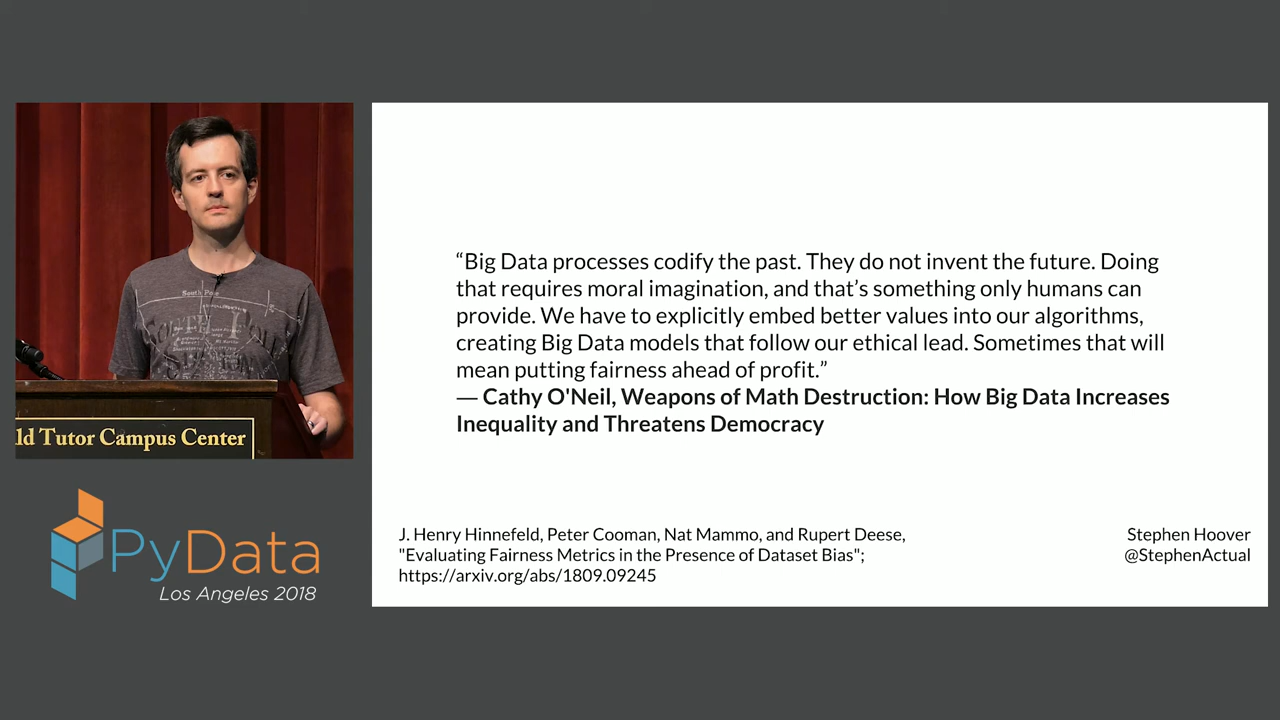 South Pole
ld Tutor Campus Center
PyData
Los Angeles 2018
“Big Data processes codify the past. They do not invent the future. Doing
that requires moral imagination, and that’s something only humans can
provide. We have to explicitly embed better values into our algorithms,
creating Big Data models that follow our ethical lead. Sometimes that will
mean putting fairness ahead of profit.”
— Cathy O'Neil, Weapons of Math Destruction: How Big Data Increases
Inequality and Threatens Democracy
J. Henry Hinnefeld, Peter Cooman, Nat Mammo, and Rupert Deese,
"Evaluating Fairness Metrics in the Presence of Dataset Bias";
https://arxiv.org/abs/1809.09245
Stephen Hoover
@StephenActual